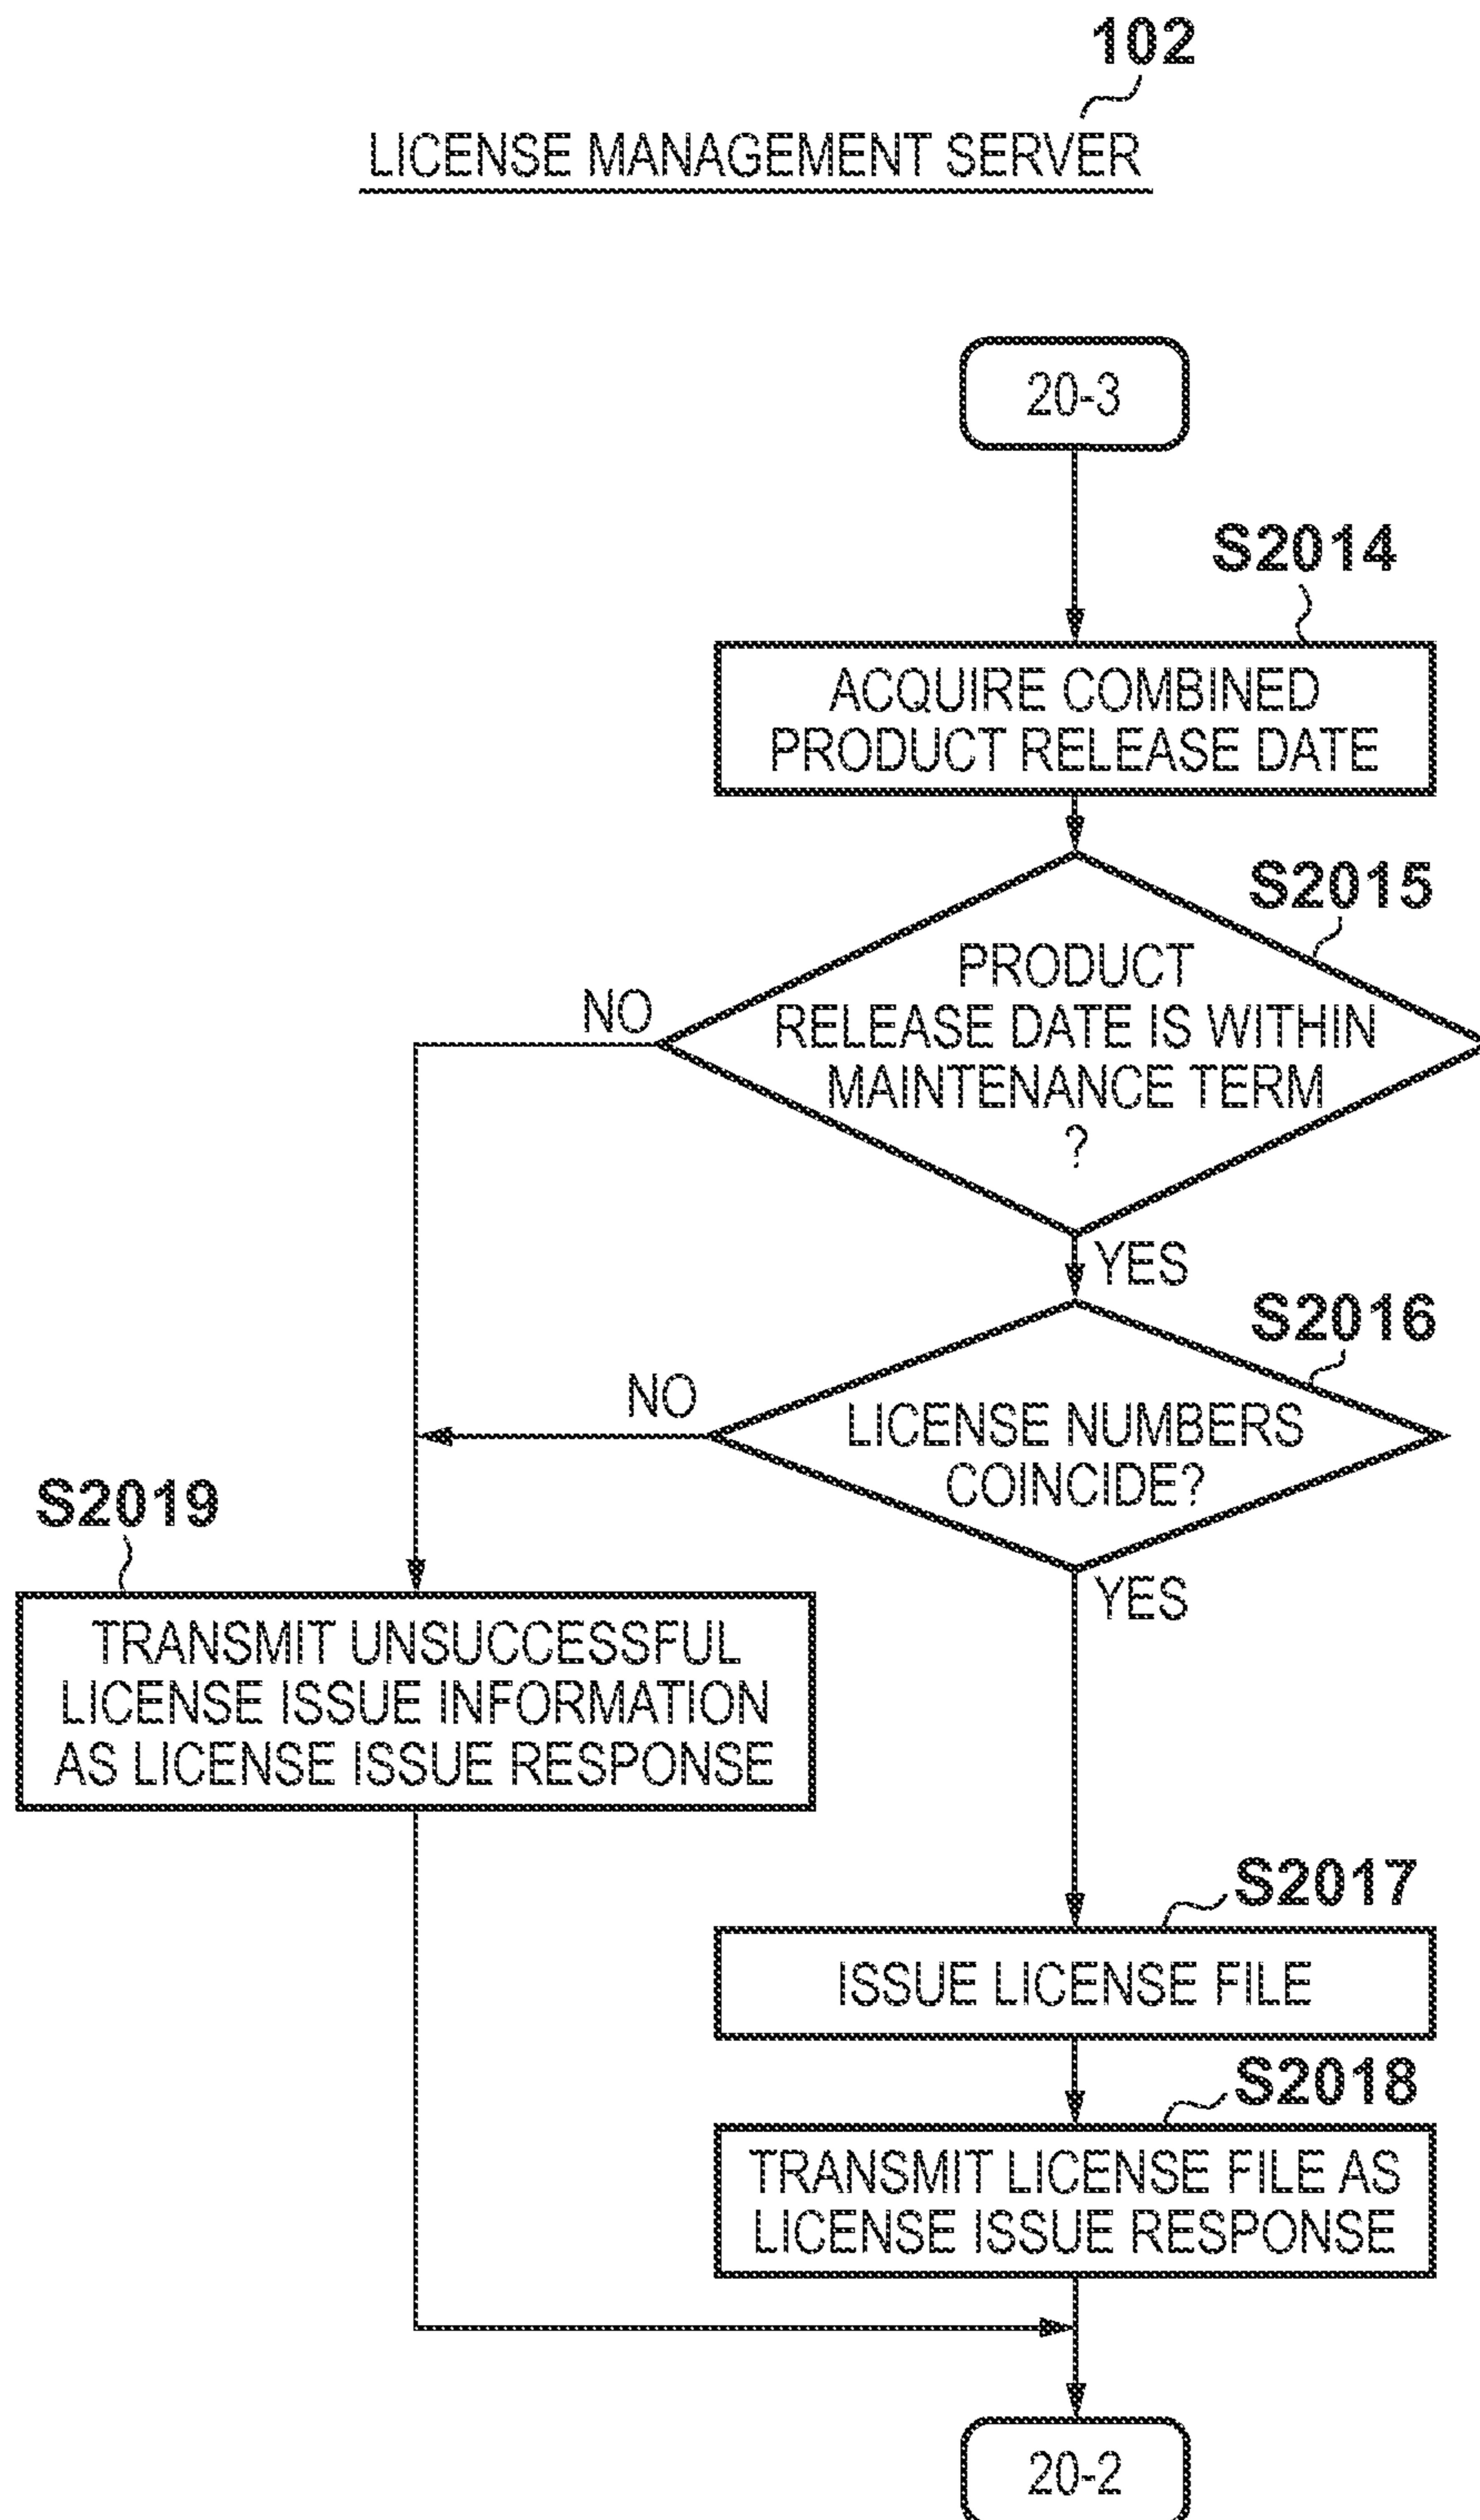 102
LICENSE MANAGEMENT SERVER
20-3
S2014
ACQUIRE COMBINED
PRODUCT RELEASE DATE
S2015
PRODUCT
RELEASE DATE IS WITHIN
MAINTENANCE TERM
?
NO
YES
S2016
LICENSE NUMBERS
COINCIDE?
NO
YES
S2019
TRANSMIT UNSUCCESSFUL
LICENSE ISSUE INFORMATION
AS LICENSE ISSUE RESPONSE
S2017
ISSUE LICENSE FILE
S2018
TRANSMIT LICENSE FILE AS
LICENSE ISSUE RESPONSE
20-2